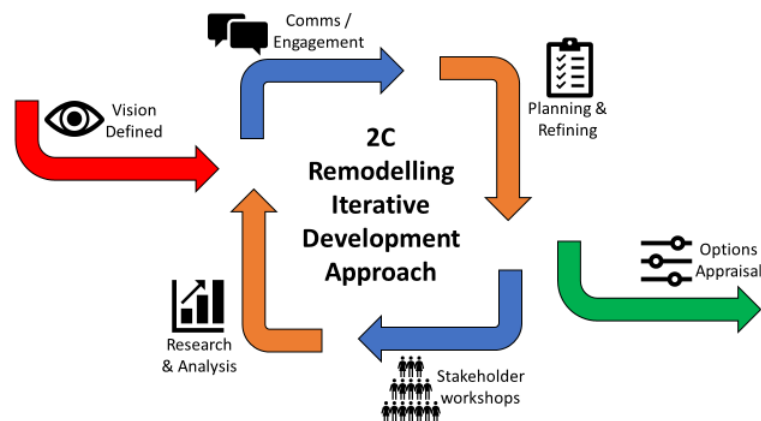 Comms /
Engagement
Vision
Defined
Planning &
Refining
2C
Remodelling
Iterative
Development
Approach
Options
Appraisal
Research
& Analysis
Stakeholder
workshops